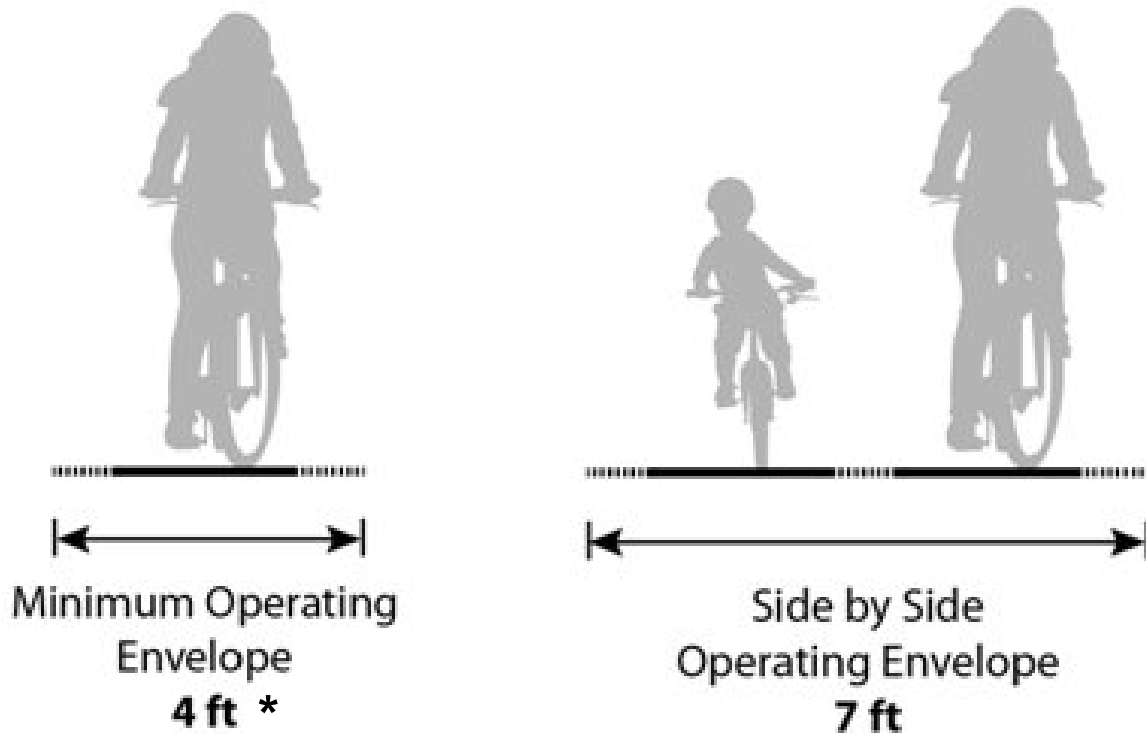 Minimum Operating
Envelope
4 ft *
Side by Side
Operating Envelope
7 ft